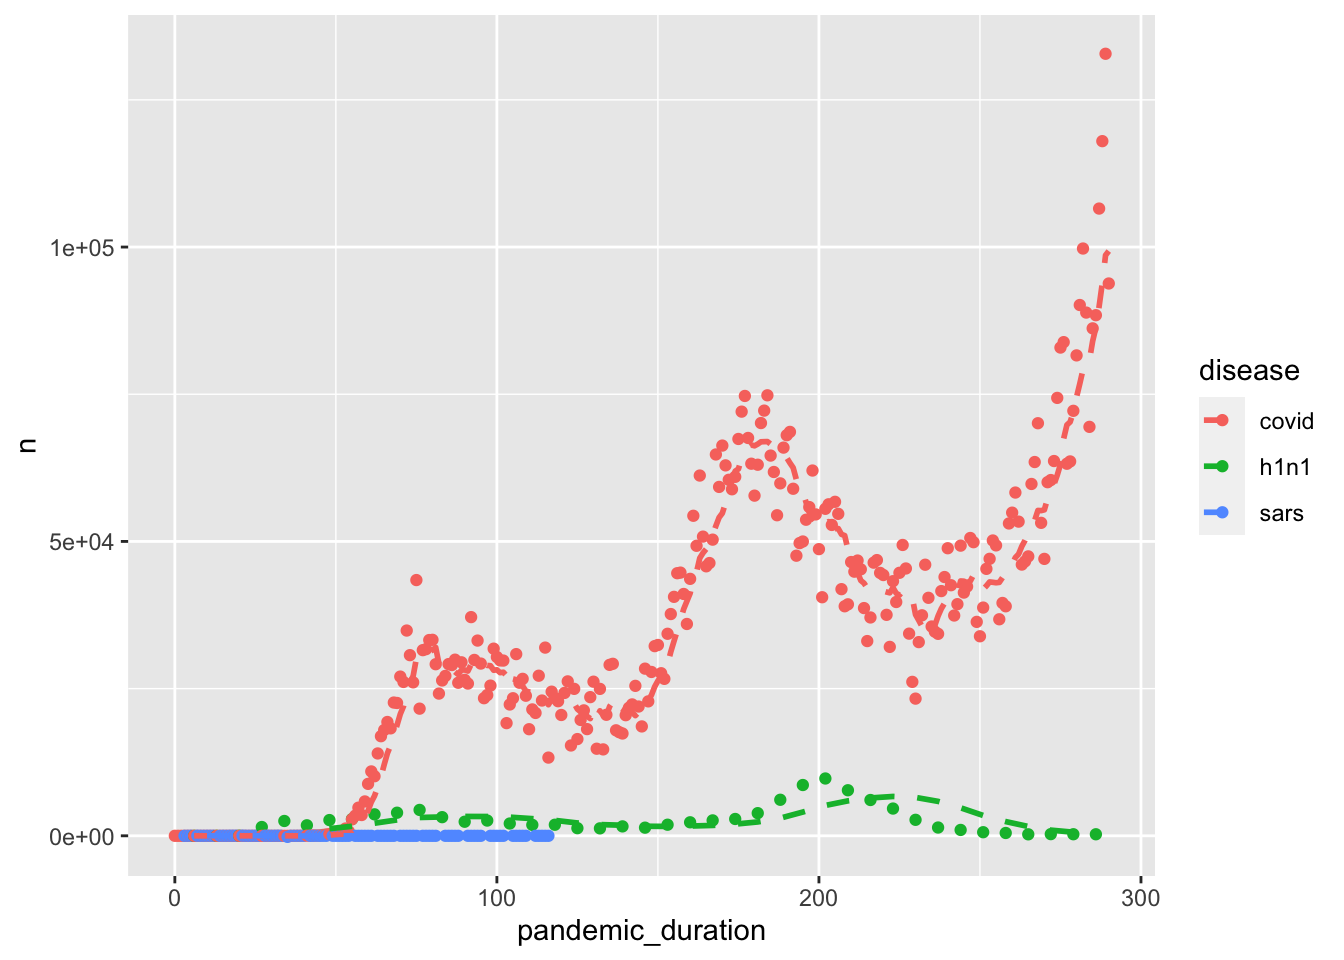 1e+05
5e+04
0e+00
n
0
100
200
300
pandemic_duration
disease
covid
h1n1
sars